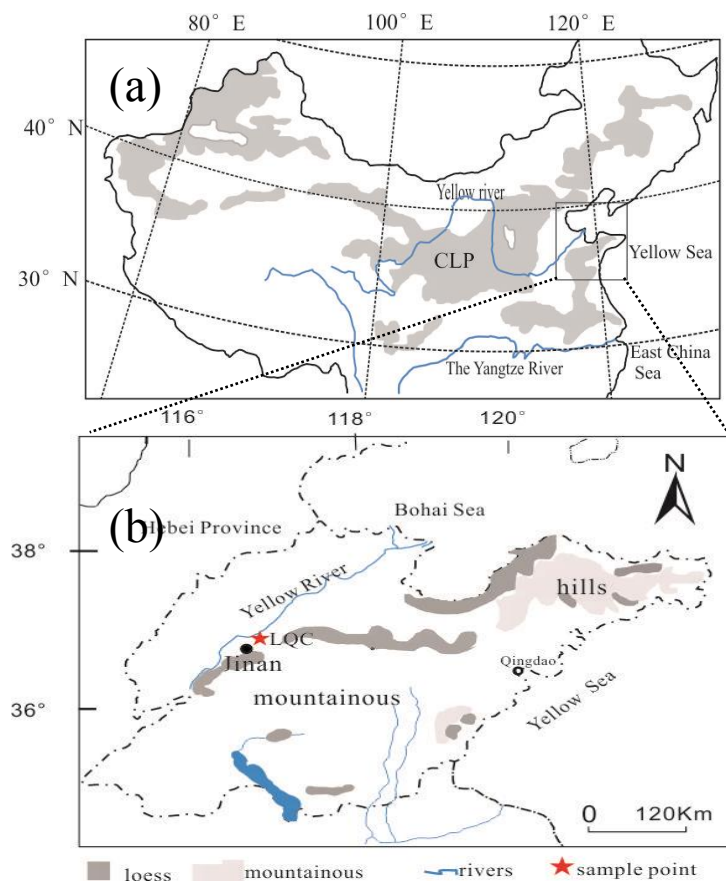 80° E
100° E
120° E
(a)
40° N
30° N
Yellow river
CLP
Yellow Sea
The Yangtze River
East China
Sea
116°
118°
120°
(b)
Hebei Province
Bohai Sea
N
38°
Yellow River
hills
LQC
Jinan
Qingdao
mountainous
Yellow Sea
36°
0 120Km
loess mountainous rivers sample point